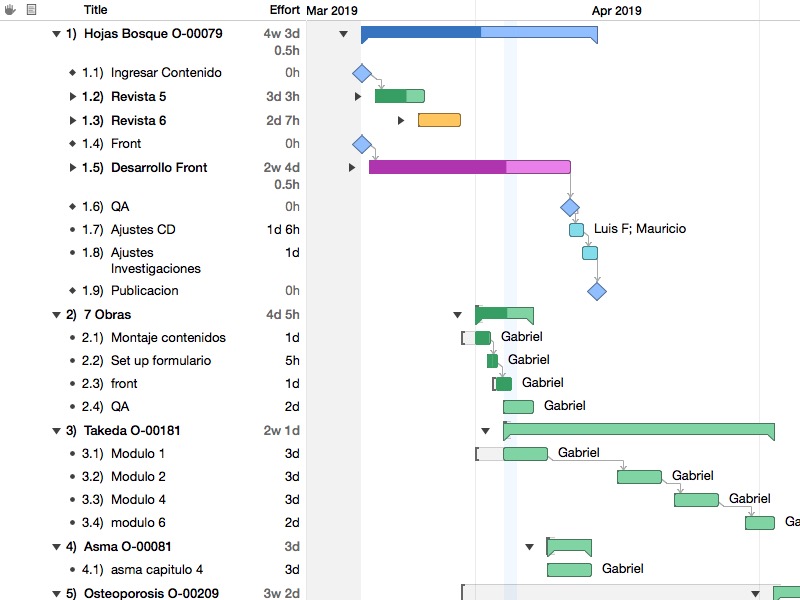 Title Effort Mar 2019 Apr 2019
1) Hojas Bosque O-00079 4w 3d
0.5h
1.1) Ingresar Contenido 0h
1.2) Revista 5 3d 3h
1.3) Revista 6 2d 7h
1.4) Front 0h
1.5) Desarrollo Front 2w 4d
0.5h
1.6) QA 0h
1.7) Ajustes CD 1d 6h Luis F; Mauricio
1.8) Ajustes 1d
Investigaciones
1.9) Publicacion 0h
2) 7 Obras 4d 5h
2.1) Montaje contenidos 1d Gabriel
2.2) Set up formulario 5h Gabriel
2.3) front 1d Gabriel
2.4) QA 2d Gabriel
3) Takeda O-00181 2w 1d
3.1) Modulo 1 3d Gabriel
3.2) Modulo 2 3d Gabriel
3.3) Modulo 4 3d Gabriel
3.4) modulo 6 2d Ga
4) Asma O-00081 3d
4.1) asma capitulo 4 3d Gabriel
5) Osteoporosis O-00209 3w 2d